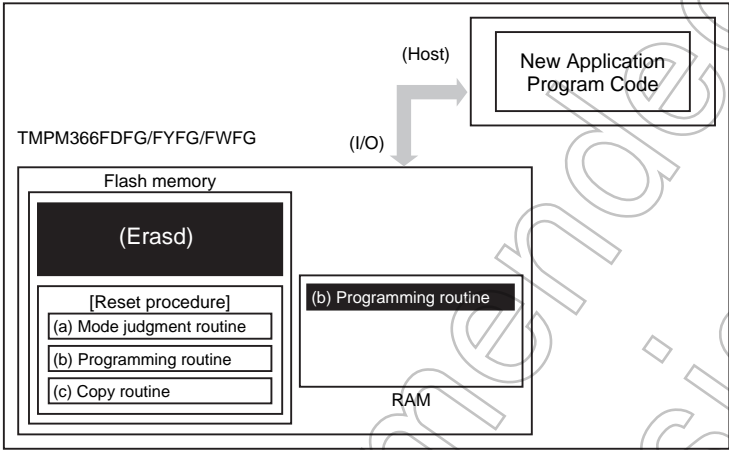 (Host)
New Application
Program Code
TMPM366FDFG/FYFG/FWFG
(I/O)
Flash memory
(Erasd)
[Reset procedure]
(a) Mode judgment routine
(b) Programming routine
(c) Copy routine
(b) Programming routine
RAM